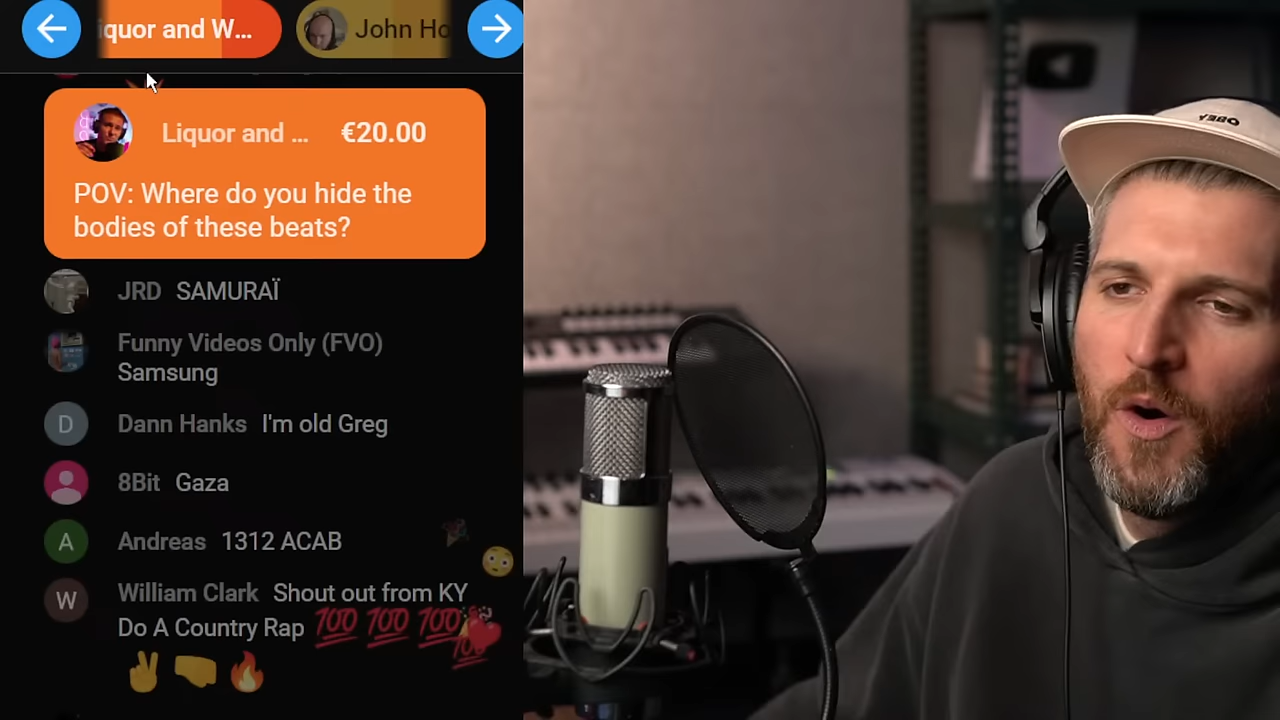 iquor and W...
John Ho
Liquor and ... €20.00
POV: Where do you hide the
bodies of these beats?
JRD SAMURAÏ
Funny Videos Only (FVO)
Samsung
D Dann Hanks I'm old Greg
8Bit Gaza
A Andreas 1312 ACAB
W William Clark Shout out from KY
Do A Country Rap 💯 💯 💯
✌ 🤜 🔥
OBEY